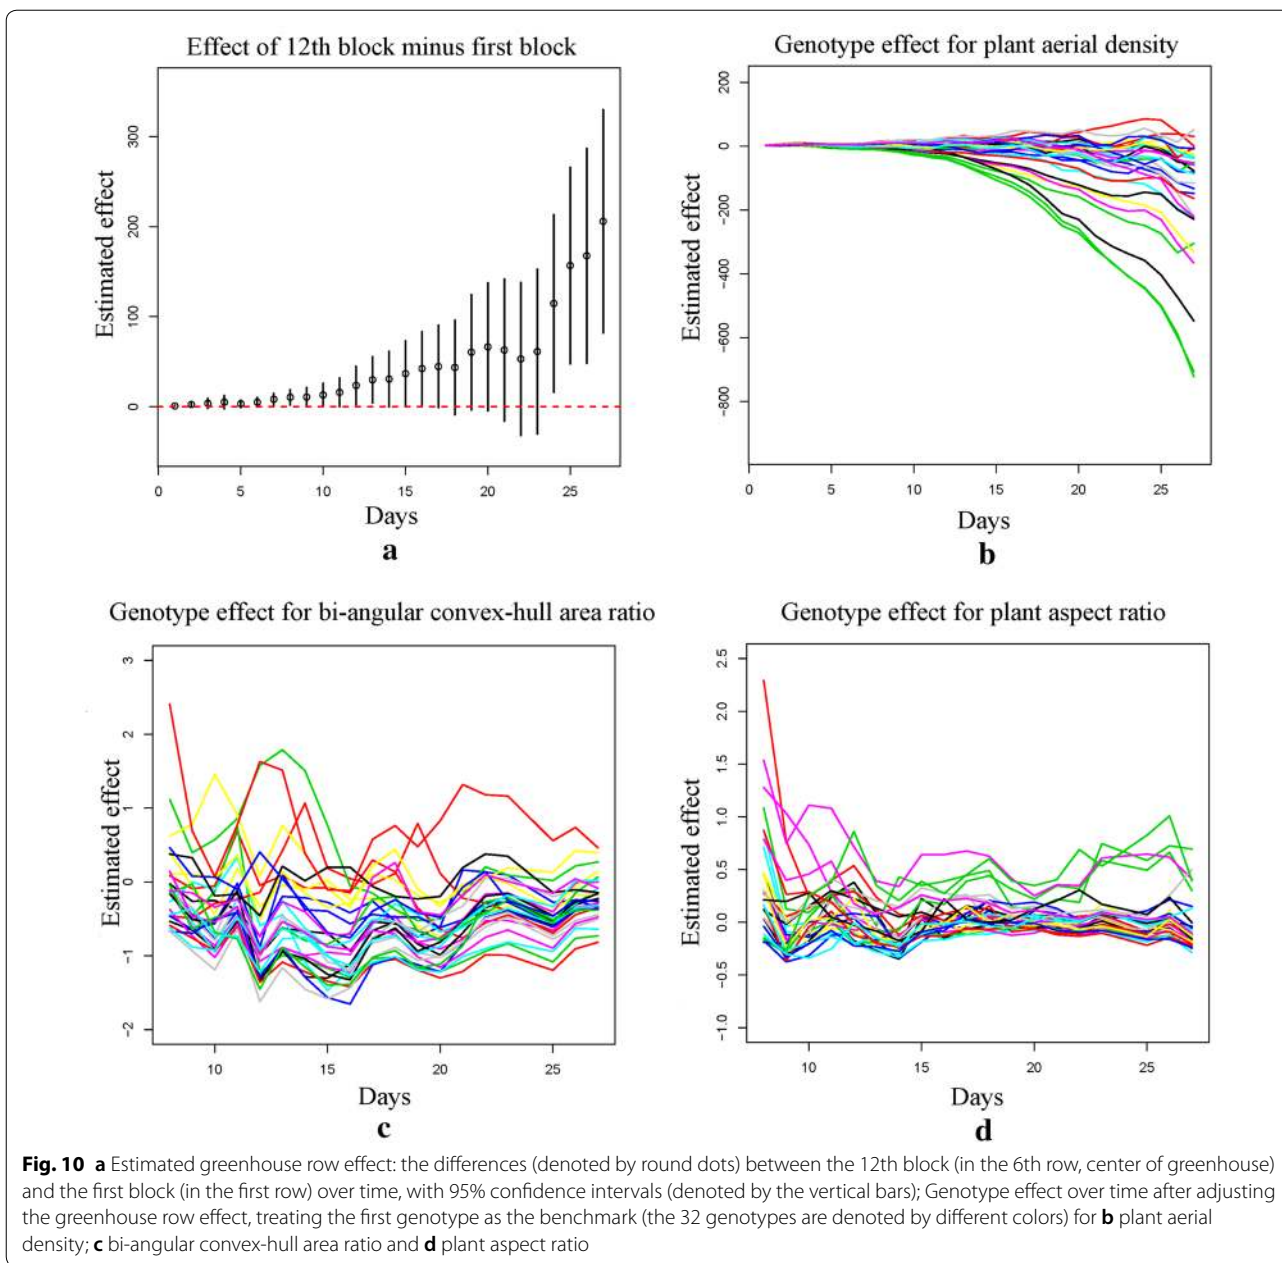 Effect of 12th block minus first block
Estimated effect
300
200
100
0
0 5 10 15 20 25
Days
a
Genotype effect for plant aerial density
Estimated effect
200
0
−200
−400
−600
−800
0 5 10 15 20 25
Days
b
Genotype effect for bi-angular convex-hull area ratio
Estimated effect
3
2
1
0
−1
−2
10 15 20 25
Days
c
Genotype effect for plant aspect ratio
Estimated effect
2.5
2.0
1.5
1.0
0.5
0.0
−0.5
−1.0
10 15 20 25
Days
d
Fig. 10 a Estimated greenhouse row effect: the differences (denoted by round dots) between the 12th block (in the 6th row, center of greenhouse)
and the first block (in the first row) over time, with 95% confidence intervals (denoted by the vertical bars); Genotype effect over time after adjusting
the greenhouse row effect, treating the first genotype as the benchmark (the 32 genotypes are denoted by different colors) for b plant aerial
density; c bi-angular convex-hull area ratio and d plant aspect ratio